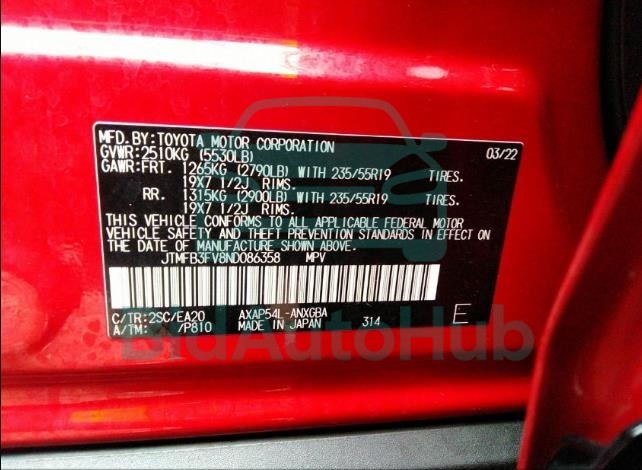 MFD.BY:TOYOTA MOTOR CORPORATION 03/22
GVWR:2510KG (5530LB)
GAWR:FRT. 1265KG (2790LB) WITH 235/55R19 TIRES.
19X7 1/2J RIMS.
RR. 1315KG (2900LB) WITH 235/55R19 TIRES.
19X7 1/2J RIMS.
THIS VEHICLE CONFORMS TO ALL APPLICABLE FEDERAL MOTOR
VEHICLE SAFETY AND THEFT PREVENTION STANDARDS IN EFFECT
ON THE DATE OF MANUFACTURE SHOWN ABOVE.
JTMFB3FV8ND086358 MPV
C/TR:2SC/EA20 AXAP54L-ANXGBA E
A/TM: /P810 MADE IN JAPAN 314
BidAutoHub